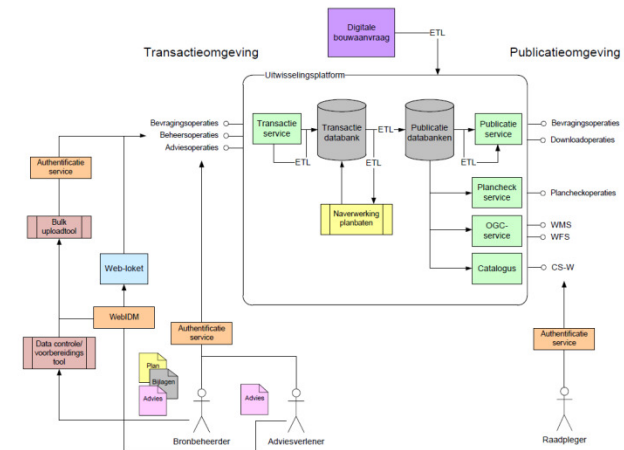 Digitale
bouwaanvraag
Transactieomgeving
ETL
Publicatieomgeving
Uitwisselingsplatform
ETL
ETL
Bevragingsoperaties
Beheersoperaties
Adviesoperaties
Transactie
service
Transactie
databank
Publicatie
databanken
Publicatie
service
Bevragingsoperaties
Downloadoperaties
ETL
ETL
ETL
Authentificatie
service
Plancheck
service
Plancheckoperaties
Naverwerking
planbaten
Bulk
uploadtool
OGC-
service
WMS
WFS
Web-loket
Catalogus
CS-W
WebIDM
Authentificatie
service
Authentificatie
service
Data controle/
voorbereidings
tool
Plan
Bijlagen
Advies
Advies
Bronbeheerder
Adviesverlener
Raadpleger